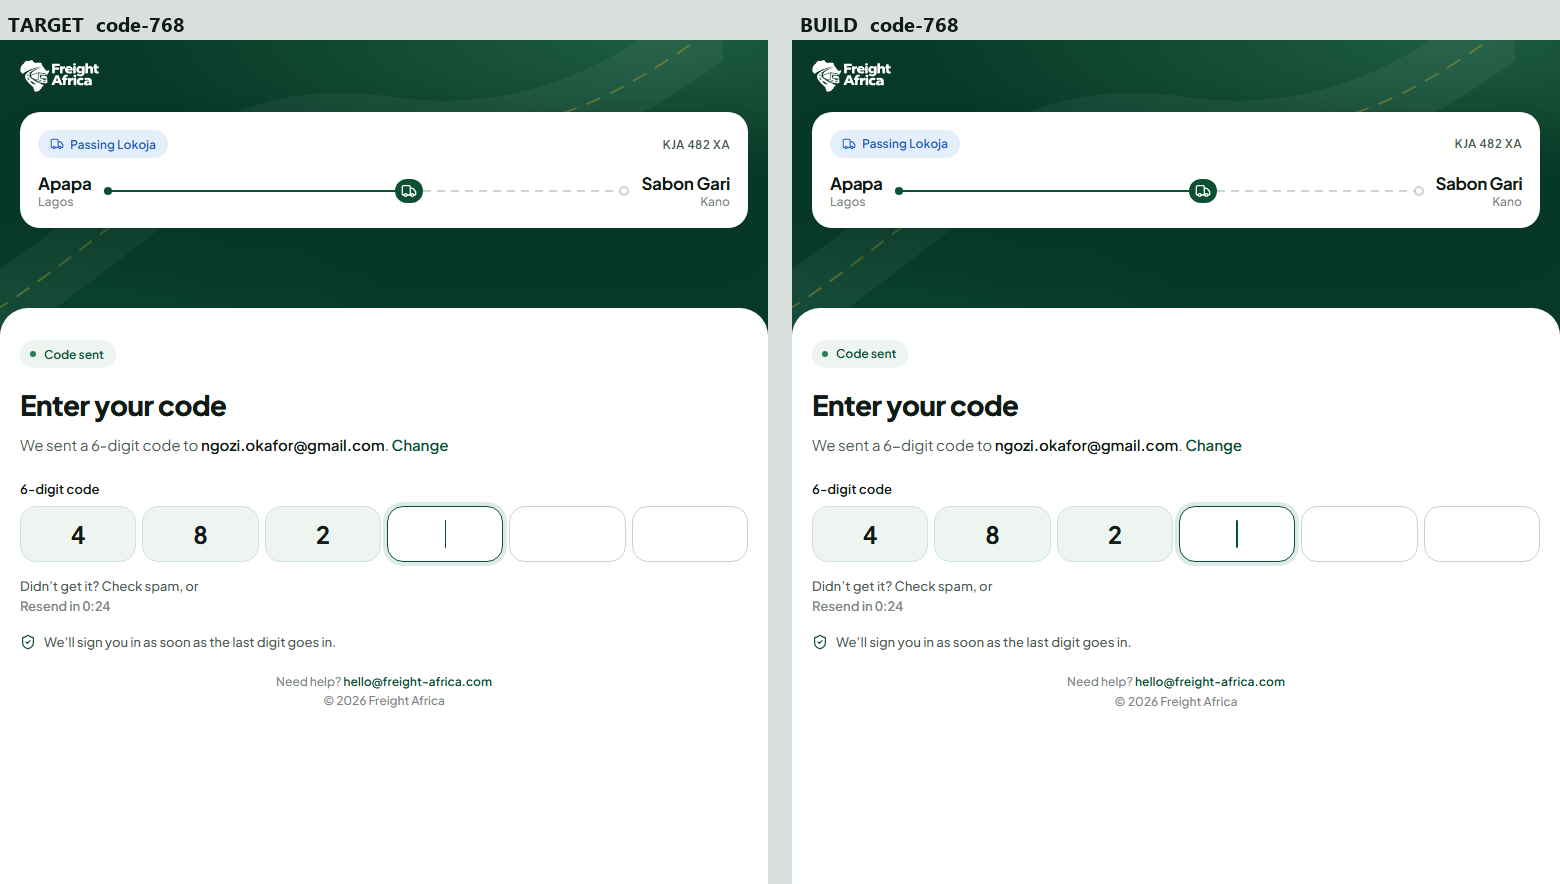 TARGET code-768
Freight
Africa
Passing Lokoja
KJA 482 XA
Apapa
Sabon Gari
Lagos
Kano
Code sent
Enter your code
We sent a 6-digit code to ngozi.okafor@gmail.com. Change
6-digit code
4 8 2
Didn't get it? Check spam, or
Resend in 0:24
We'll sign you in as soon as the last digit goes in.
Need help? hello@freight-africa.com
© 2026 Freight Africa
BUILD code-768
Freight
Africa
Passing Lokoja
KJA 482 XA
Apapa
Sabon Gari
Lagos
Kano
Code sent
Enter your code
We sent a 6-digit code to ngozi.okafor@gmail.com. Change
6-digit code
4 8 2
Didn't get it? Check spam, or
Resend in 0:24
We'll sign you in as soon as the last digit goes in.
Need help? hello@freight-africa.com
© 2026 Freight Africa